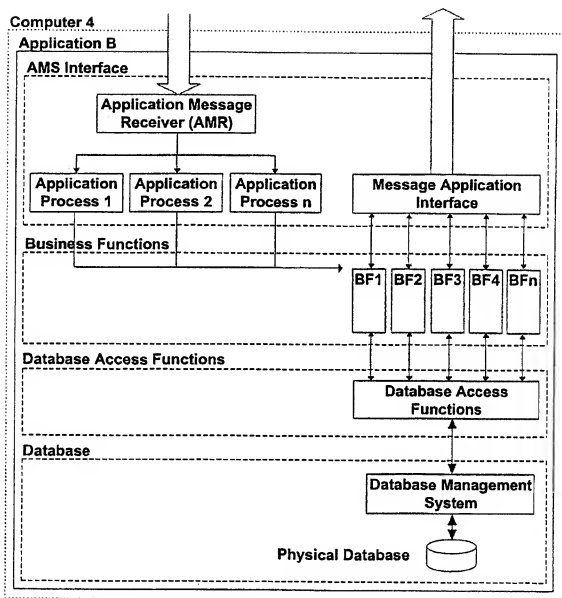 Computer 4
Application B
AMS Interface
Application Message
Receiver (AMR)
Application
Process 1
Application
Process 2
Application
Process n
Message Application
Interface
Business Functions
BF1
BF2
BF3
BF4
BFn
Database Access Functions
Database Access
Functions
Database
Database Management
System
Physical Database